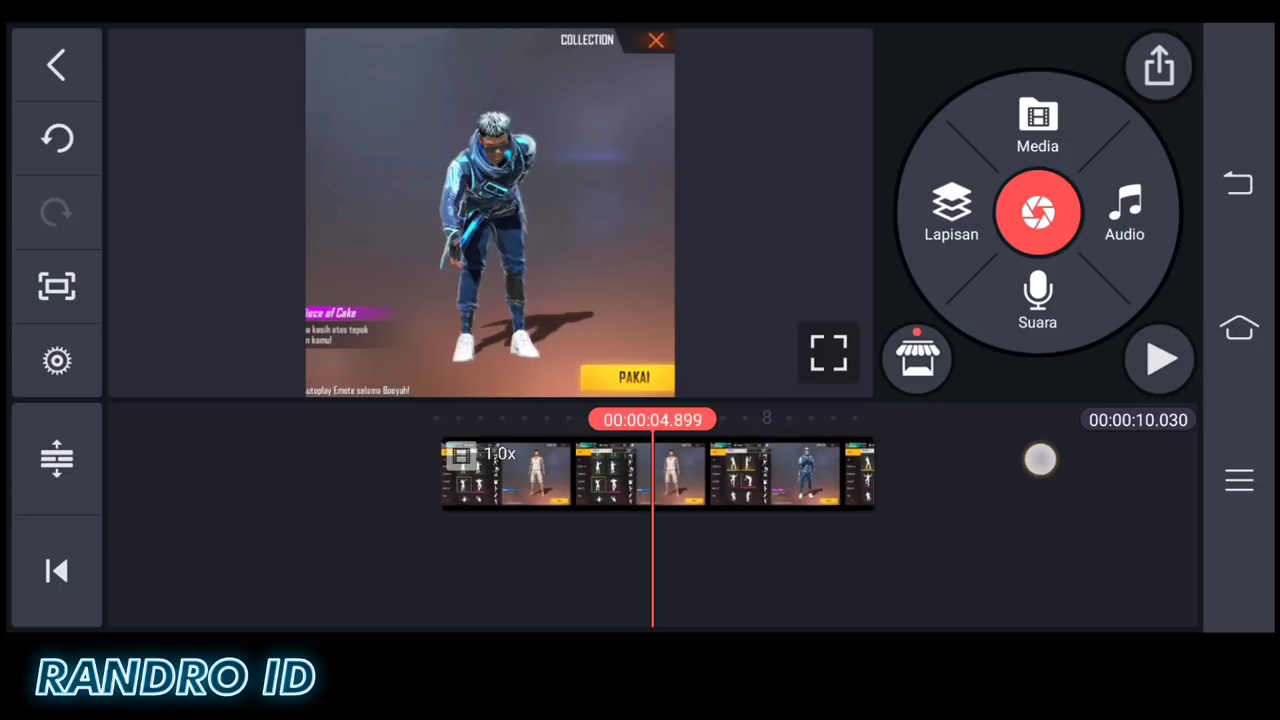 COLLECTION
Media
Lapisan
Audio
Suara
iece of Cake
a kasih atas tepuk
n kamu!
PAKAI
utoplay Emote selama Booyah!
00:00:04.899
8
00:00:10.030
1.0x
RANDRO ID